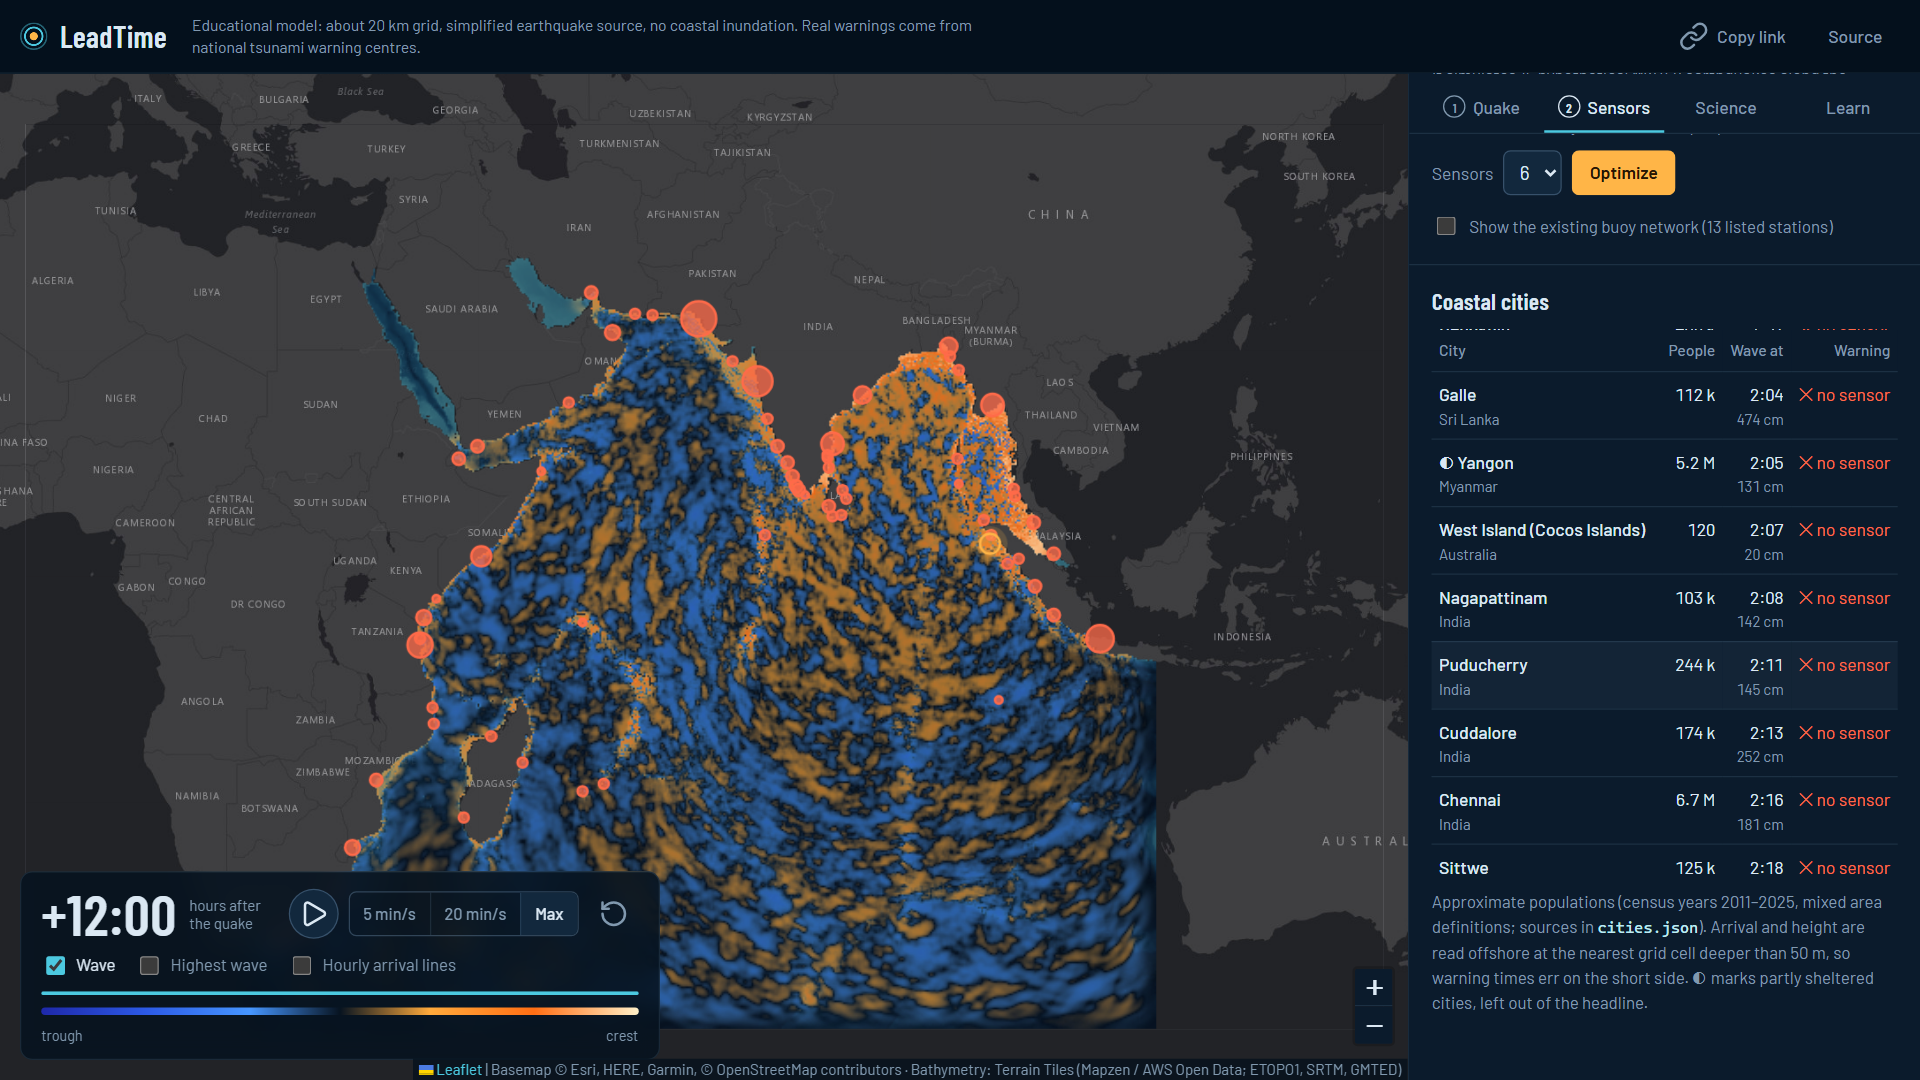 LeadTime
Educational model: about 20 km grid, simplified earthquake source, no coastal inundation. Real warnings come from
national tsunami warning centres.
Copy link
Source
1 Quake
2 Sensors
Science
Learn
Sensors 6 Optimize
Show the existing buoy network (13 listed stations)
Coastal cities
City People Wave at Warning
Galle 112 k 2:04 no sensor
Sri Lanka 474 cm
Yangon 5.2 M 2:05 no sensor
Myanmar 131 cm
West Island (Cocos Islands) 120 2:07 no sensor
Australia 20 cm
Nagapattinam 103 k 2:08 no sensor
India 142 cm
Puducherry 244 k 2:11 no sensor
India 145 cm
Cuddalore 174 k 2:13 no sensor
India 252 cm
Chennai 6.7 M 2:16 no sensor
India 181 cm
Sittwe 125 k 2:18 no sensor
Approximate populations (census years 2011–2025, mixed area
definitions; sources in cities.json). Arrival and height are
read offshore at the nearest grid cell deeper than 50 m, so
warning times err on the short side. ◐ marks partly sheltered
cities, left out of the headline.
ITALY
BULGARIA
Black Sea
GEORGIA
UZBEKISTAN
KYRGYZSTAN
NORTH KOREA
GREECE
TURKEY
TURKMENISTAN
TAJIKISTAN
SOUTH KOREA
TUNISIA
Mediterranean
Sea
SYRIA
AFGHANISTAN
CHINA
IRAN
ALGERIA
LIBYA
EGYPT
PAKISTAN
NEPAL
SAUDI ARABIA
INDIA
BANGLADESH
MYANMAR
(BURMA)
OMAN
LAOS
NIGER
CHAD
SUDAN
YEMEN
THAILAND
VIETNAM
INA FASO
CAMBODIA
PHILIPPINES
NIGERIA
GHANA
CENTRAL
AFRICAN
REPUBLIC
SOUTH SUDAN
ETHIOPIA
CAMEROON
SOMAL
ALAYSIA
UGANDA
KENYA
GABON
CONGO
DR CONGO
TANZANIA
INDONESIA
ANGOLA
ZAMBIA
MOZAMBIC
ZIMBABWE
ADAGASC
NAMIBIA
BOTSWANA
AUSTRAL
+12:00
hours after
the quake
5 min/s
20 min/s
Max
Wave
Highest wave
Hourly arrival lines
trough
crest
+
−
Leaflet | Basemap © Esri, HERE, Garmin, © OpenStreetMap contributors · Bathymetry: Terrain Tiles (Mapzen / AWS Open Data; ETOPO1, SRTM, GMTED)